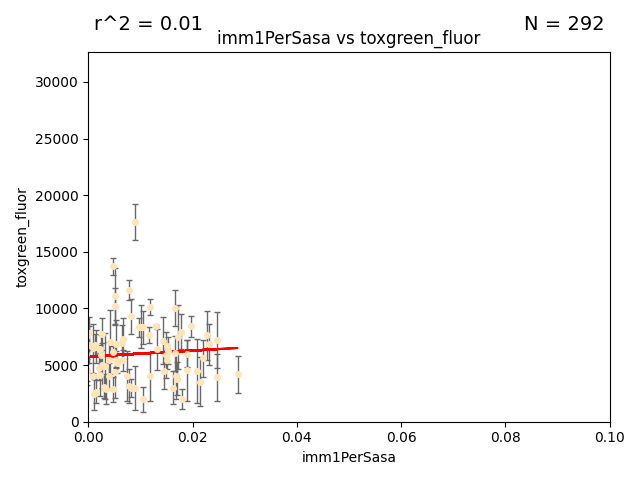 r^2 = 0.01
N = 292
imm1PerSasa vs toxgreen_fluor
30000
25000
20000
15000
10000
5000
0
toxgreen_fluor
0.00 0.02 0.04 0.06 0.08 0.10
imm1PerSasa